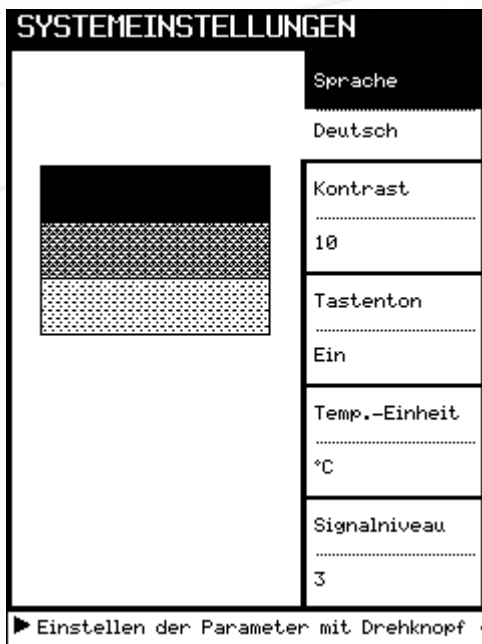 SYSTEMEINSTELLUNGEN
Sprache
Deutsch
Kontrast
10
Tastenton
Ein
Temp.-Einheit
°C
Signalniveau
3
Einstellen der Parameter mit Drehknopf